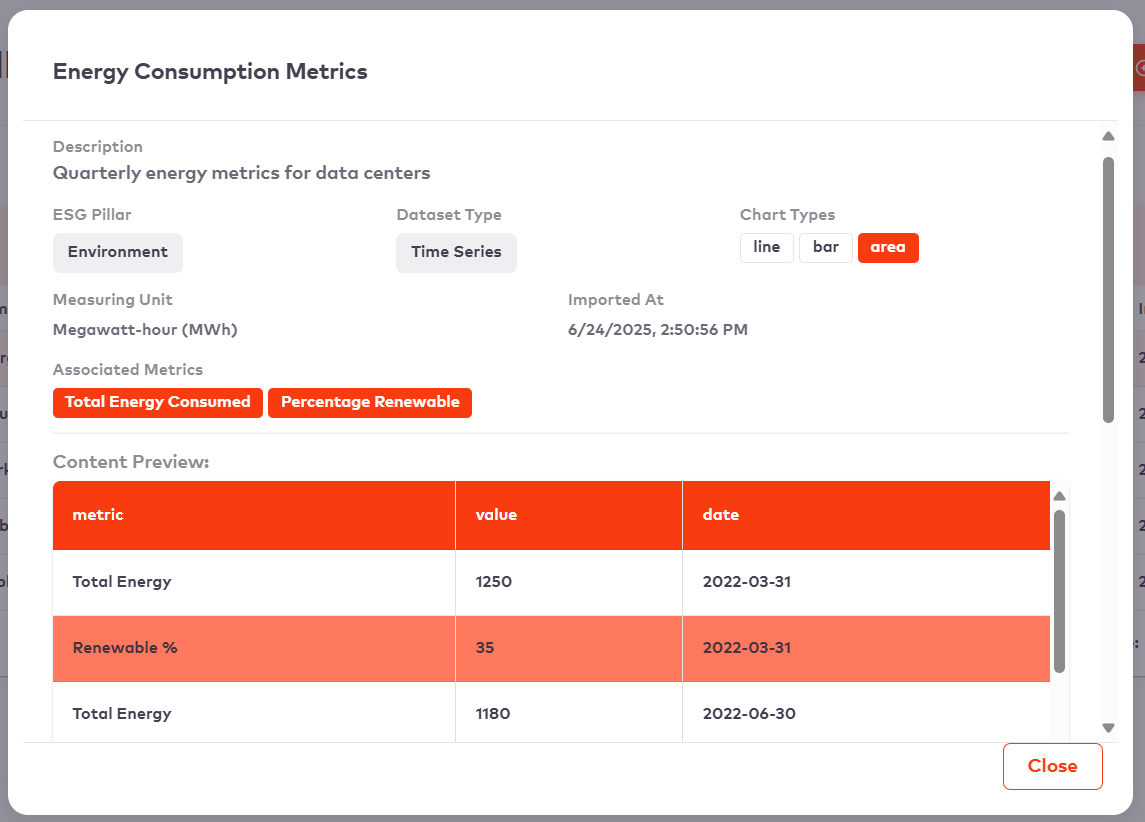 Energy Consumption Metrics
Description
Quarterly energy metrics for data centers
ESG Pillar Dataset Type Chart Types
Environment Time Series line bar area
Measuring Unit Imported At
Megawatt-hour (MWh) 6/24/2025, 2:50:56 PM
Associated Metrics
Total Energy Consumed Percentage Renewable
Content Preview:
metric value date
Total Energy 1250 2022-03-31
Renewable % 35 2022-03-31
Total Energy 1180 2022-06-30
Close